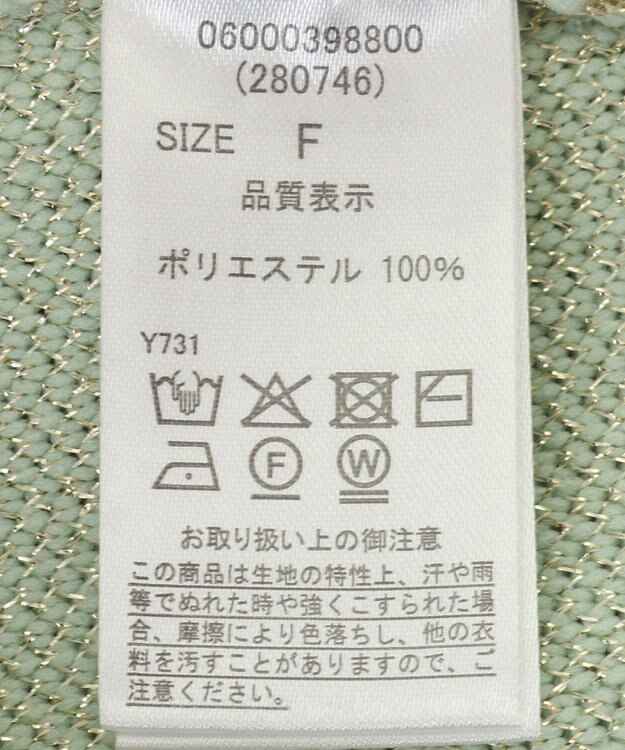 06000398800
(280746)
SIZE F
品質表示
ポリエステル 100%
Y731
F W
お取り扱い上の御注意
この商品は生地の特性上、汗や雨
等でぬれた時や強くこすられた場
合、摩擦により色落ちし、他の衣
料を汚すことがありますので、ご
注意ください。